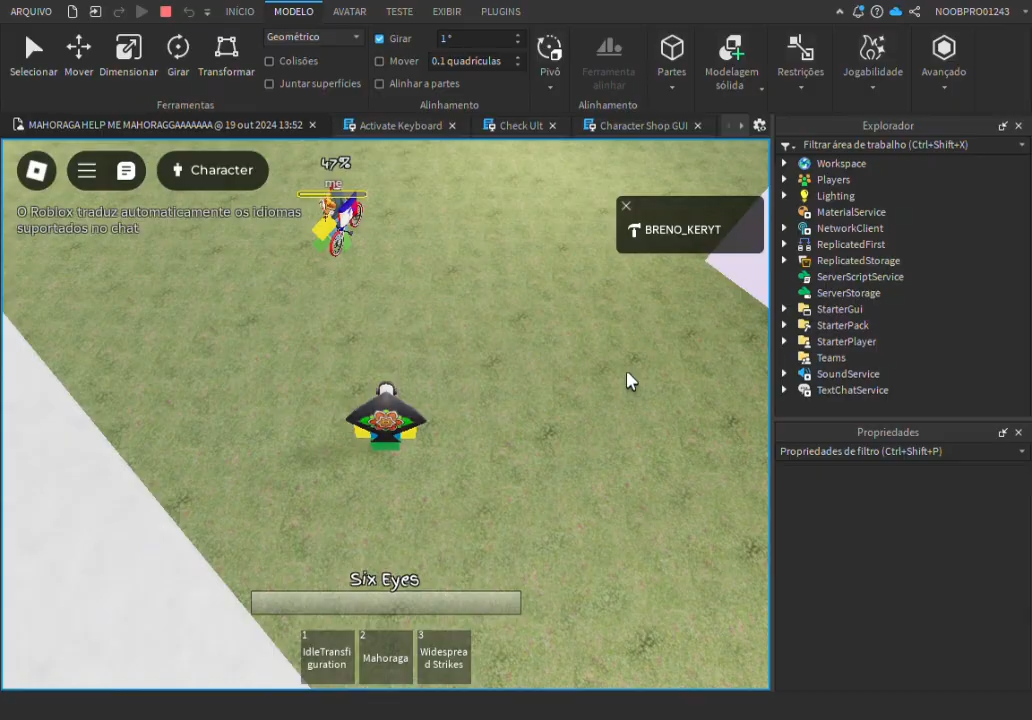 ARQUIVO INÍCIO MODELO AVATAR TESTE EXIBIR PLUGINS NOOBPRO01243
Selecionar Mover Dimensionar Girar Transformar
Geométrico
Colisões
Juntar superfícies
Ferramentas
Girar 1 °
Mover 0.1 quadrículas
Alinhar a partes
Alinhamento
Pivô
Ferramenta
alinhar
Alinhamento
Partes
Modelagem
sólida
Restrições
Jogabilidade
Avançado
MAHORAGA HELP ME MAHORAGGAAAAAAA @ 19 out 2024 13:52 Activate Keyboard Check Ult Character Shop GUI
Explorador
Filtrar área de trabalho (Ctrl+Shift+X)
Workspace
Players
Lighting
MaterialService
NetworkClient
ReplicatedFirst
ReplicatedStorage
ServerScriptService
ServerStorage
StarterGui
StarterPack
StarterPlayer
Teams
SoundService
TextChatService
Propriedades
Propriedades de filtro (Ctrl+Shift+P)
Character
O Roblox traduz automaticamente os idiomas
suportados no chat
47%
me
BRENO_KERYT
Six Eyes
1
IdleTransfi
guration
2
Mahoraga
3
Widesprea
d Strikes